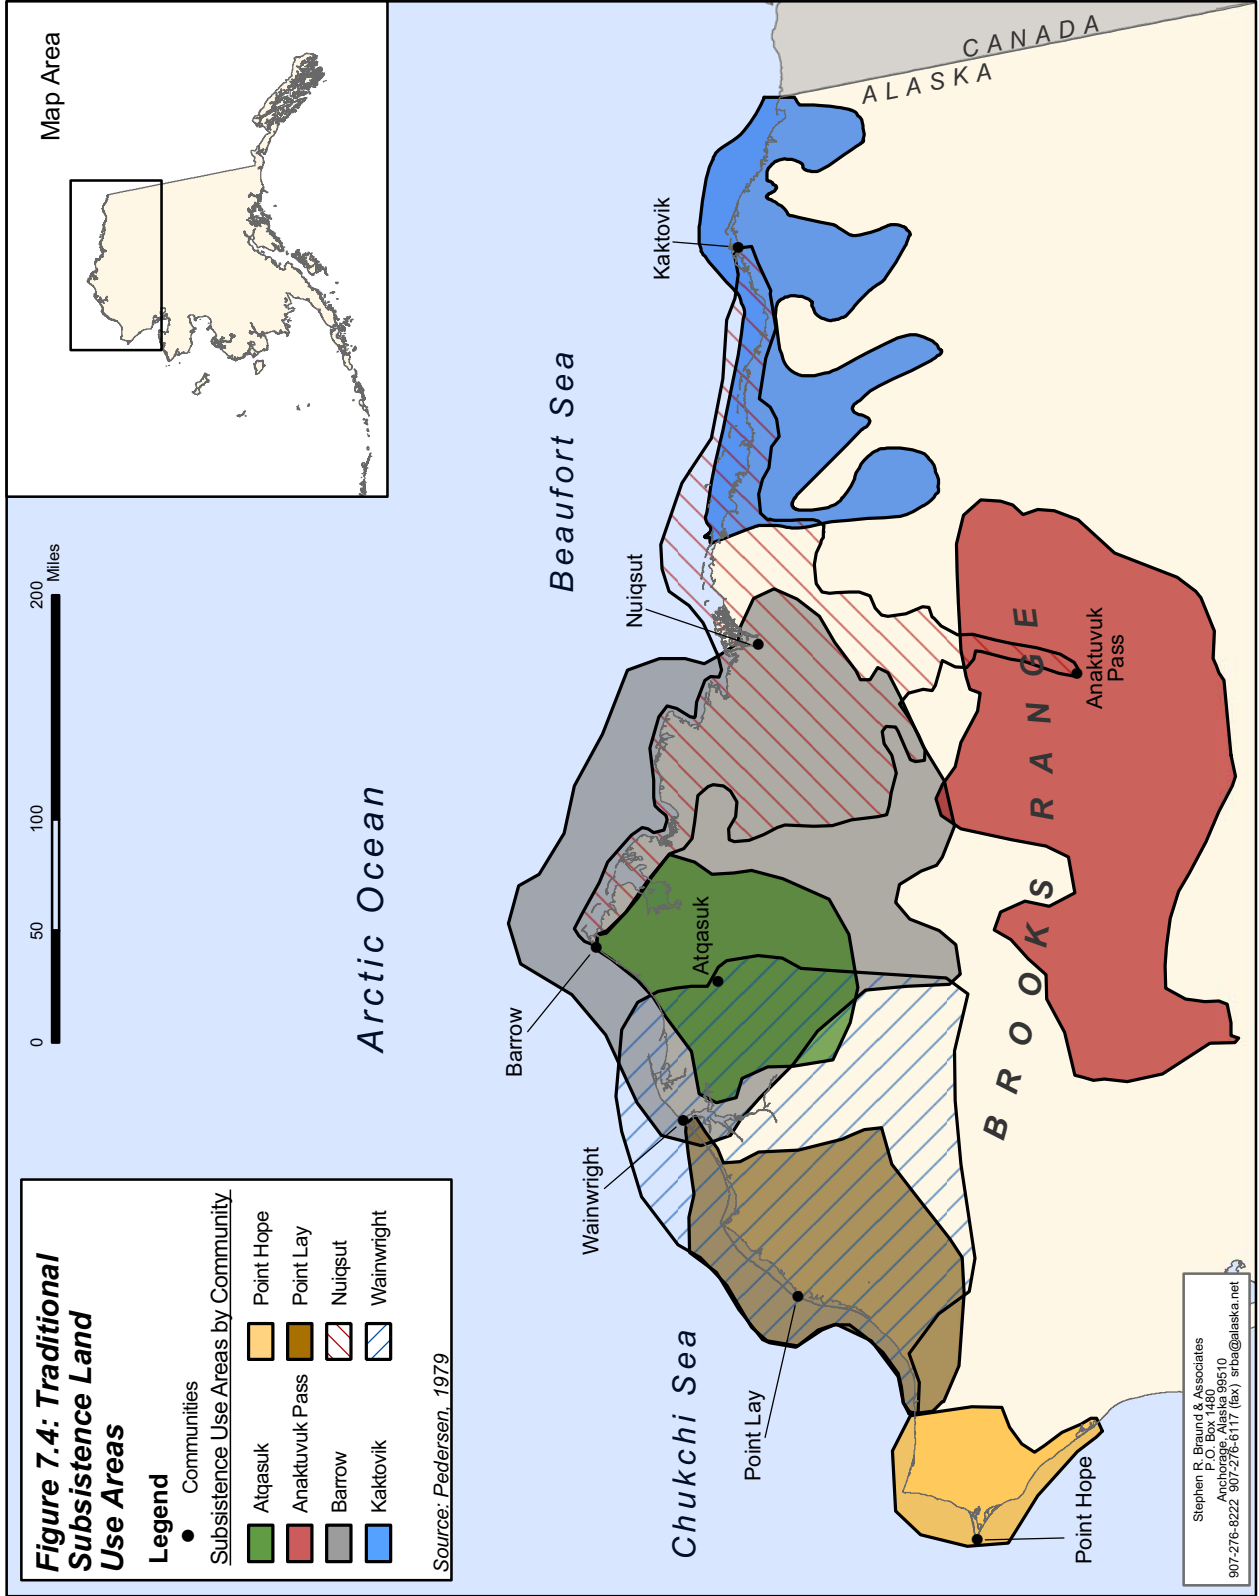 Figure 7.4: Traditional
Subsistence Land
Use Areas
Legend
Communities
Subsistence Use Areas by Community
Atqasuk
Anaktuvuk Pass
Barrow
Kaktovik
Point Hope
Point Lay
Nuiqsut
Wainwright
Source: Pedersen, 1979
0
50
100
200
Miles
Map Area
Arctic Ocean
Beaufort Sea
Chukchi Sea
Barrow
Wainwright
Atqasuk
Nuiqsut
Kaktovik
Point Lay
Point Hope
Anaktuvuk
Pass
BROOKS RANGE
ALASKA
CANADA
Stephen R. Braund & Associates
P.O. Box 1480
Anchorage, Alaska 99510
907-276-8222 907-276-6117 (fax) srba@alaska.net